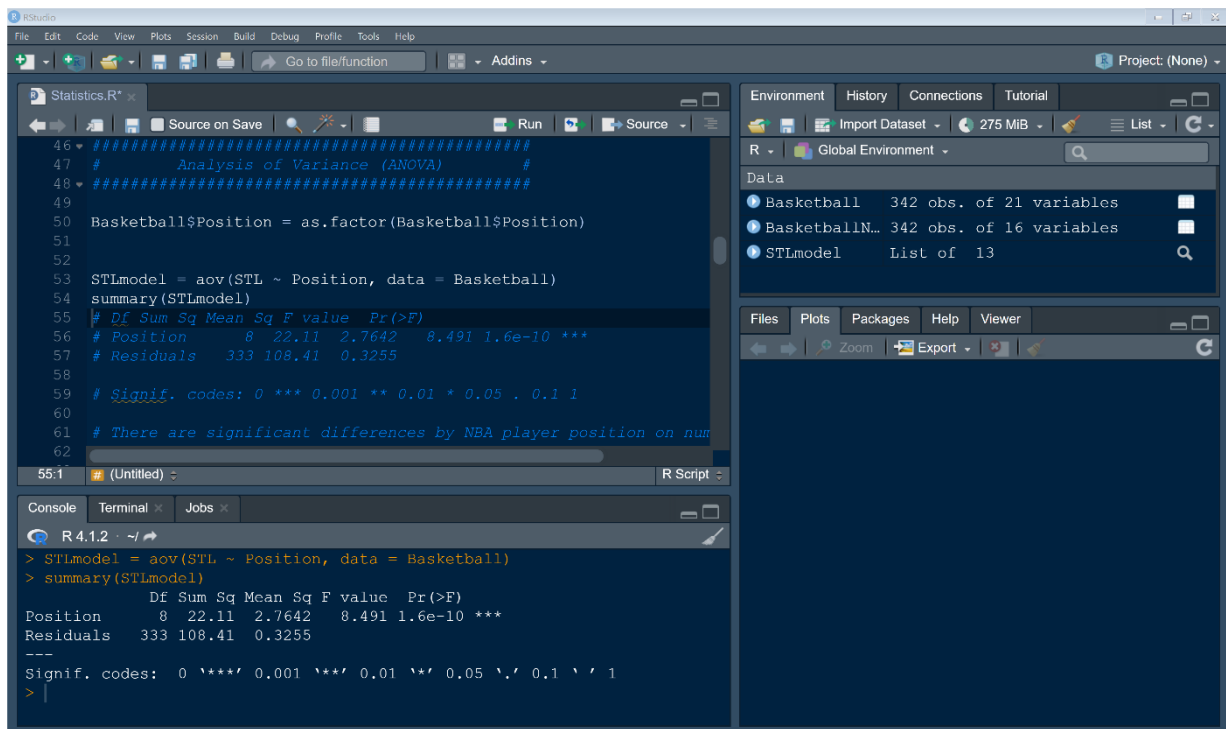 RStudio
File Edit Code View Plots Session Build Debug Profile Tools Help
Go to file/function Addins Project: (None)
Statistics.R*
Source on Save Run Source
46 ##############################################
47 # Analysis of Variance (ANOVA) #
48 ##############################################
49
50 Basketball$Position = as.factor(Basketball$Position)
51
52
53 STLmodel = aov(STL ~ Position, data = Basketball)
54 summary(STLmodel)
55 # Df Sum Sq Mean Sq F value Pr(>F)
56 # Position 8 22.11 2.7642 8.491 1.6e-10 ***
57 # Residuals 333 108.41 0.3255
58
59 # Signif. codes: 0 *** 0.001 ** 0.01 * 0.05 . 0.1 1
60
61 # There are significant differences by NBA player position on num
62
55:1 # (Untitled) R Script
Console Terminal Jobs
R 4.1.2 · ~/
> STLmodel = aov(STL ~ Position, data = Basketball)
> summary(STLmodel)
Df Sum Sq Mean Sq F value Pr(>F)
Position 8 22.11 2.7642 8.491 1.6e-10 ***
Residuals 333 108.41 0.3255
---
Signif. codes: 0 ‘***’ 0.001 ‘**’ 0.01 ‘*’ 0.05 ‘.’ 0.1 ‘ ’ 1
>
Environment History Connections Tutorial
Import Dataset 275 MiB List
R Global Environment
Data
Basketball 342 obs. of 21 variables
BasketballN… 342 obs. of 16 variables
STLmodel List of 13
Files Plots Packages Help Viewer
Zoom Export